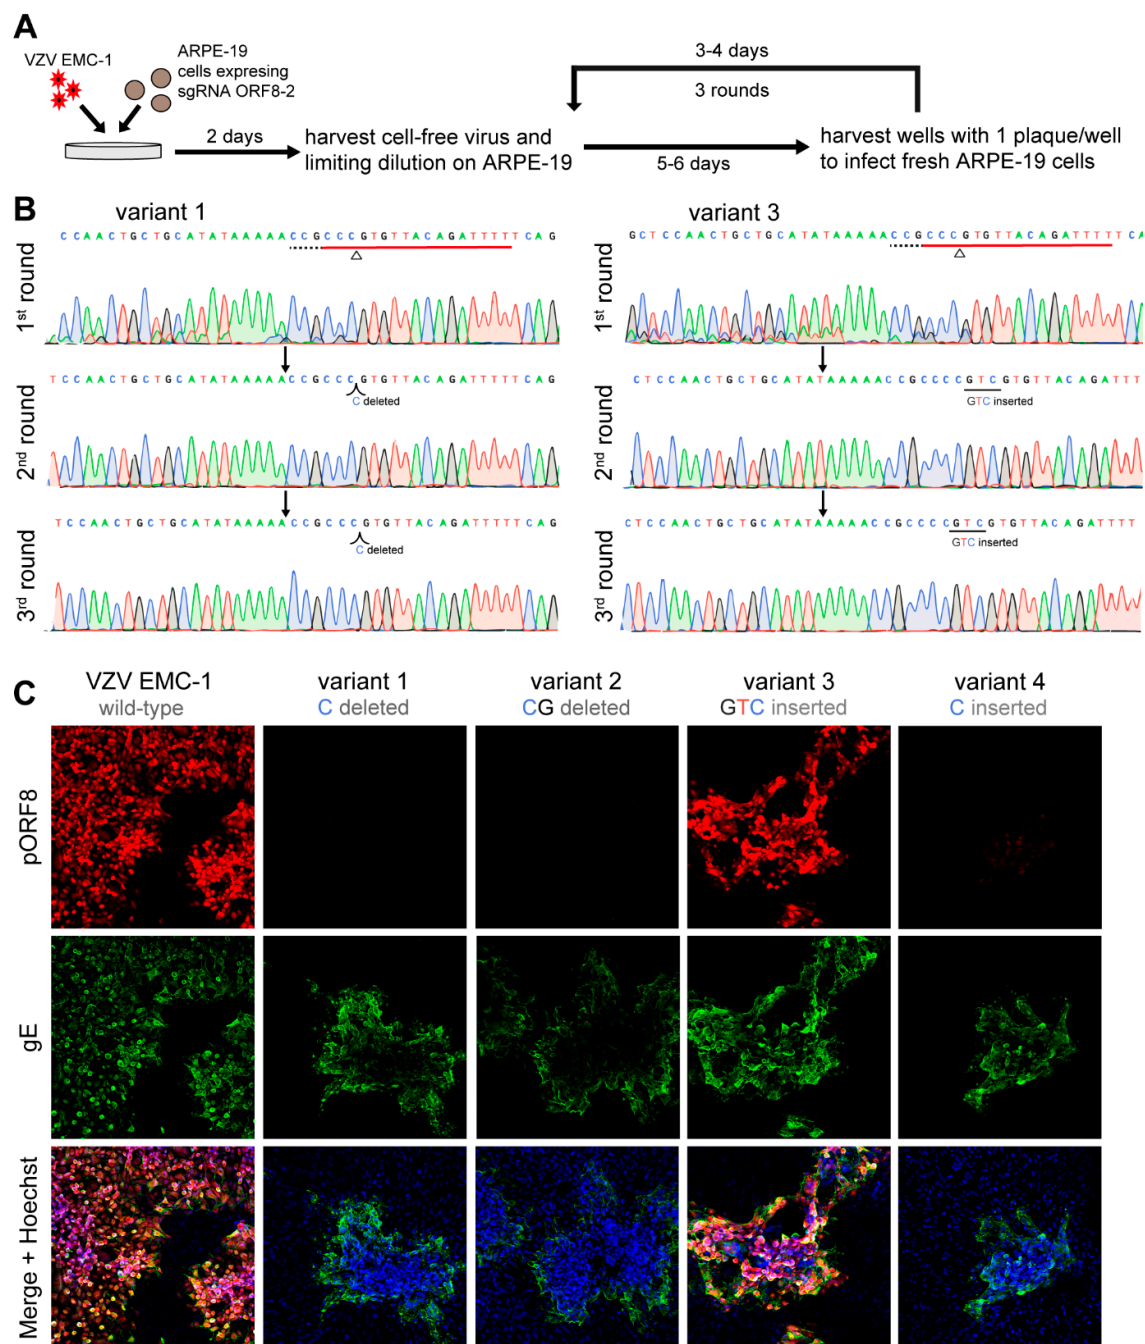 A
VZV EMC-1
ARPE-19
cells expresing
sgRNA ORF8-2
2 days
harvest cell-free virus and
limiting dilution on ARPE-19
3-4 days
3 rounds
5-6 days
harvest wells with 1 plaque/well
to infect fresh ARPE-19 cells
B
variant 1
1st round
CCAACTGCTGCATATAAAAACCGCCCGTGTTACAGATTTTTCAG
2nd round
TCCAACTGCTGCATATAAAAACCGCCCGTGTTACAGATTTTTCAG
C deleted
3rd round
TCCAACTGCTGCATATAAAAACCGCCCGTGTTACAGATTTTTCAG
C deleted
variant 3
1st round
GCTCCAACTGCTGCATATAAAAACCGCCCGTGTTACAGATTTTTCA
2nd round
CTCCAACTGCTGCATATAAAAACCGCCCCGTCGTGTTACAGATTT
GTC inserted
3rd round
CTCCAACTGCTGCATATAAAAACCGCCCCGTCGTGTTACAGATTTT
GTC inserted
C
VZV EMC-1
wild-type
variant 1
C deleted
variant 2
CG deleted
variant 3
GTC inserted
variant 4
C inserted
pORF8
gE
Merge + Hoechst